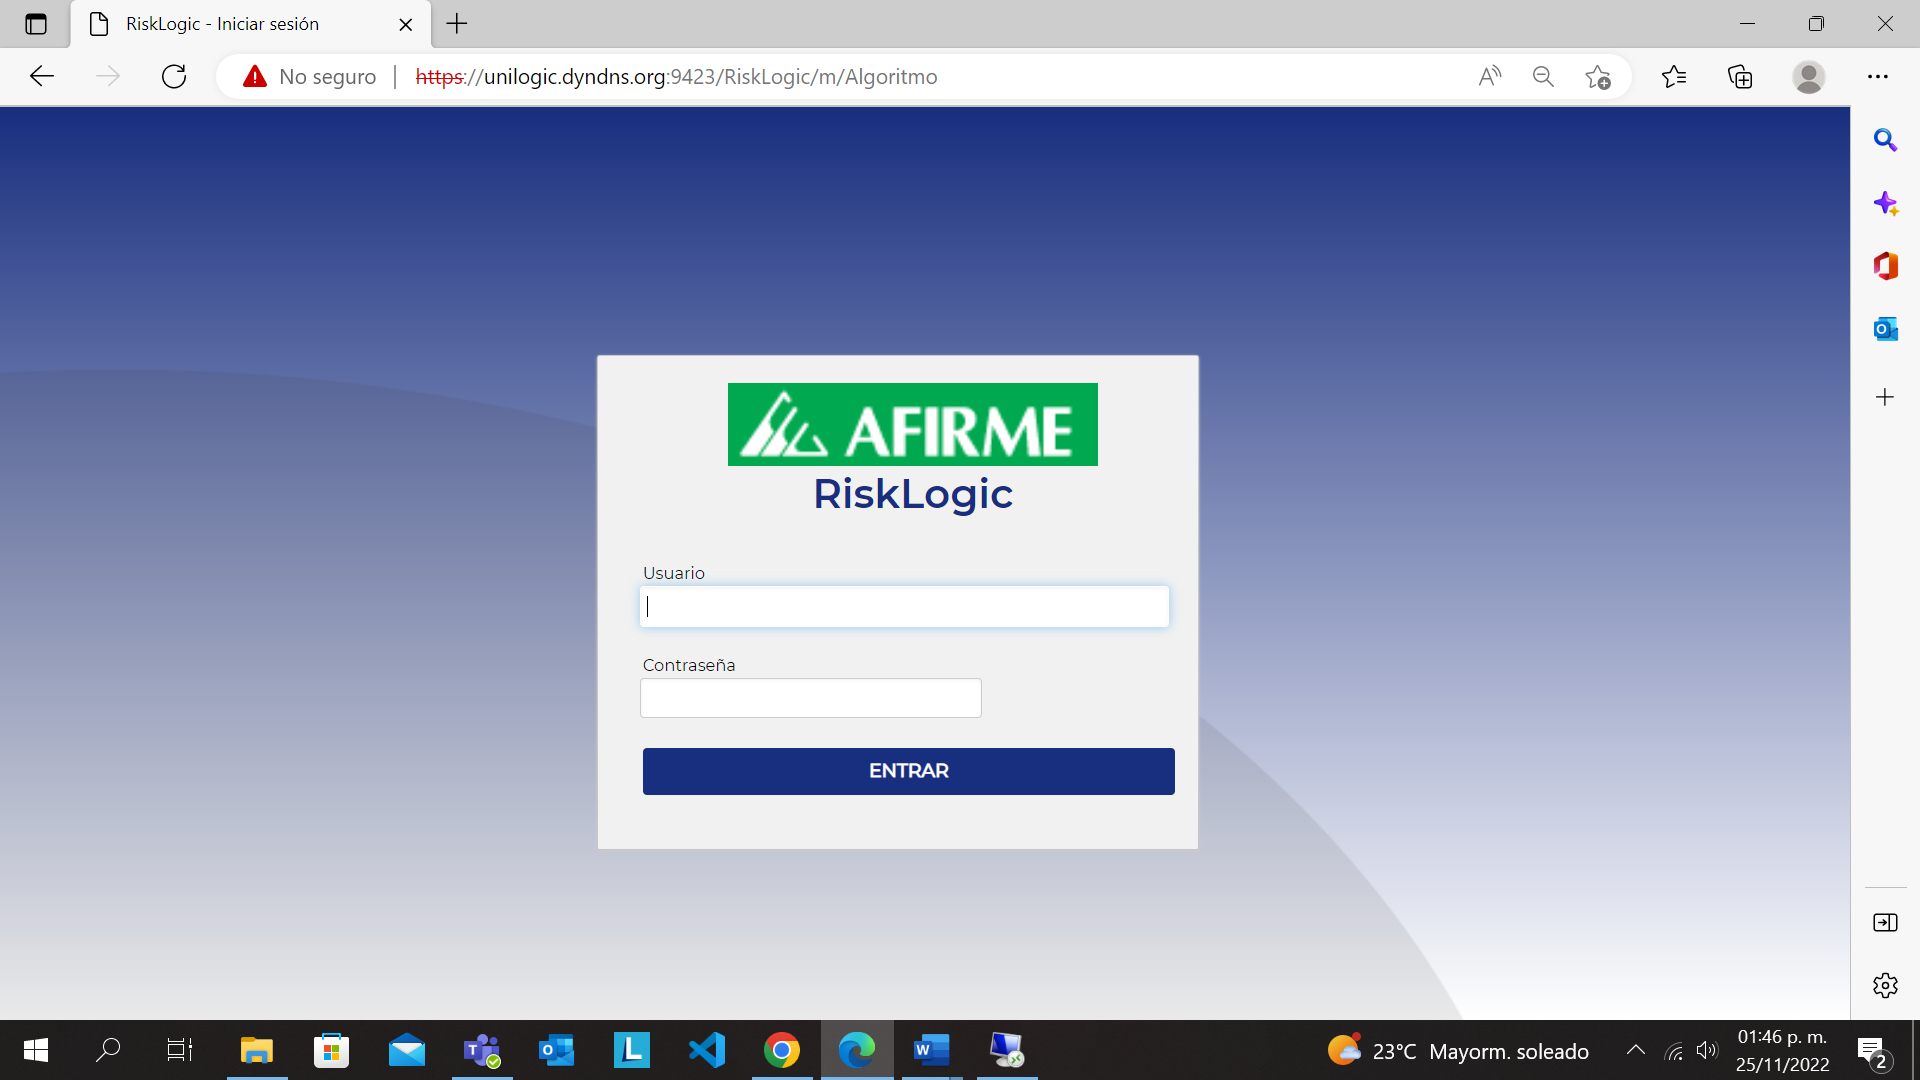 RiskLogic - Iniciar sesión
No seguro | https://unilogic.dyndns.org:9423/RiskLogic/m/Algoritmo
AFIRME
RiskLogic
Usuario
Contraseña
ENTRAR
23°C Mayorm. soleado
01:46 p. m.
25/11/2022
2